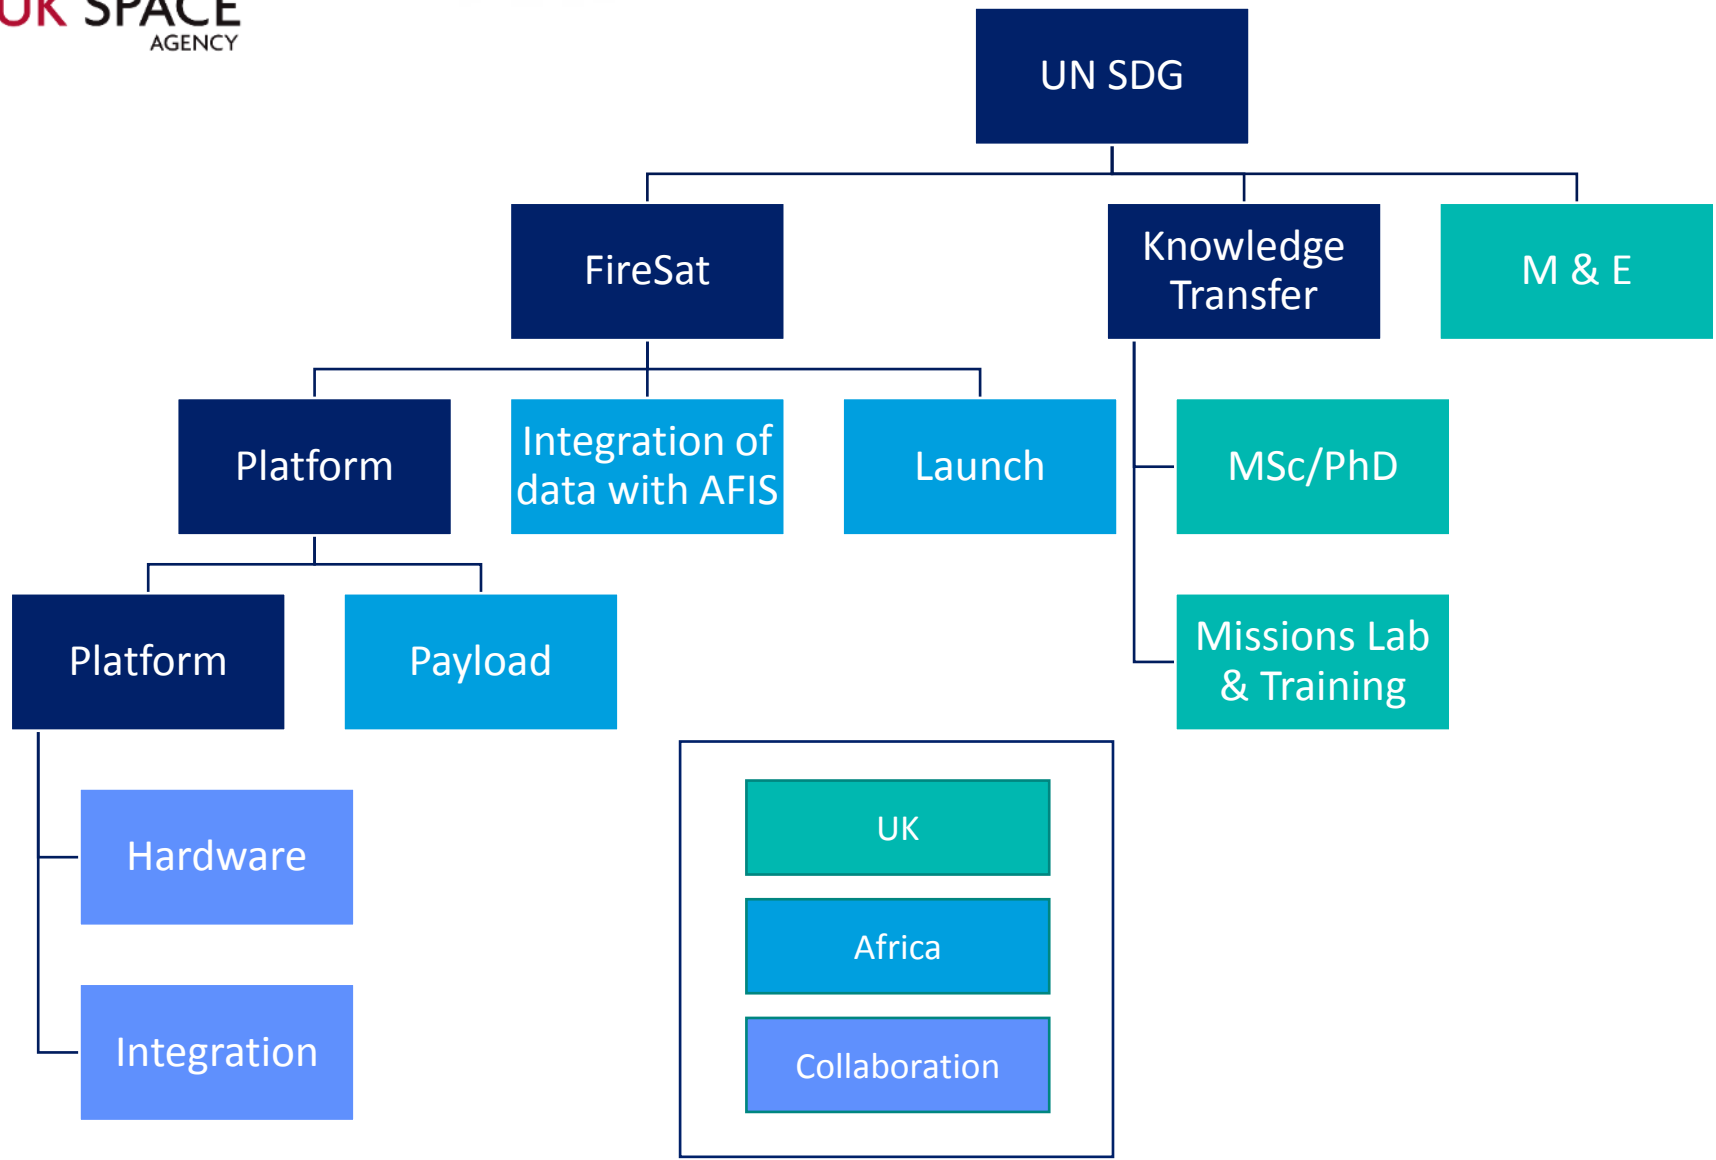 UK SPACE
AGENCY
UN SDG
FireSat
Knowledge
Transfer
M & E
Platform
Integration of
data with AFIS
Launch
MSc/PhD
Platform
Payload
Missions Lab
& Training
Hardware
Integration
UK
Africa
Collaboration